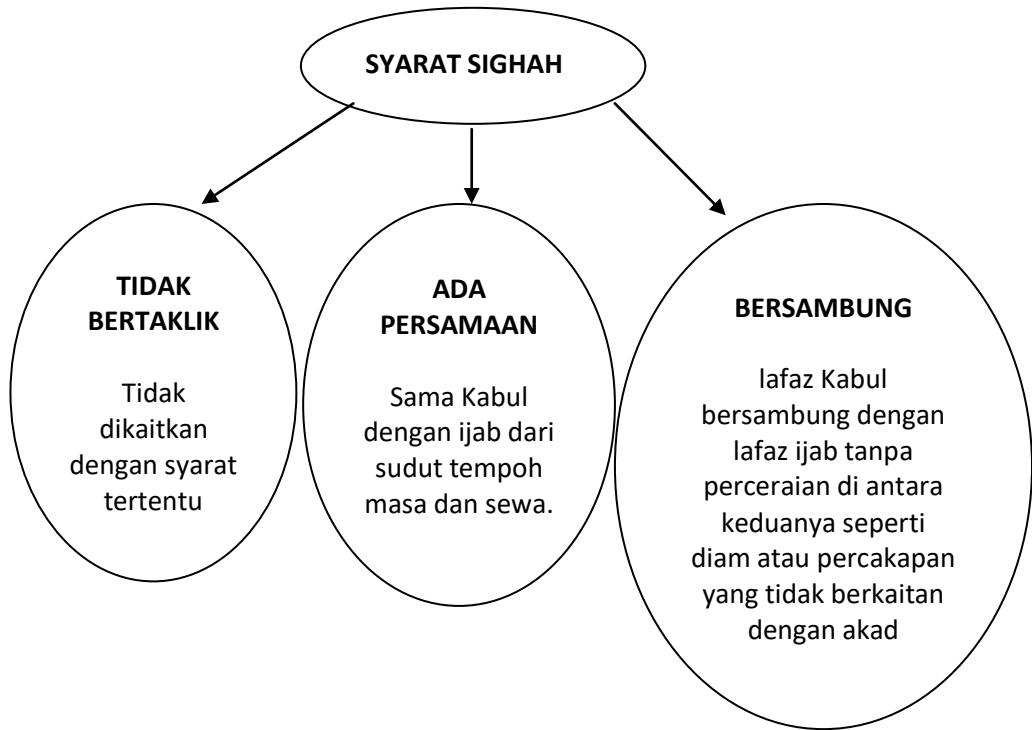 SYARAT SIGHAH
TIDAK
BERTAKLIK
Tidak
dikaitkan
dengan syarat
tertentu
ADA
PERSAMAAN
Sama Kabul
dengan ijab dari
sudut tempoh
masa dan sewa.
BERSAMBUNG
lafaz Kabul
bersambung dengan
lafaz ijab tanpa
perceraian di antara
keduanya seperti
diam atau percakapan
yang tidak berkaitan
dengan akad